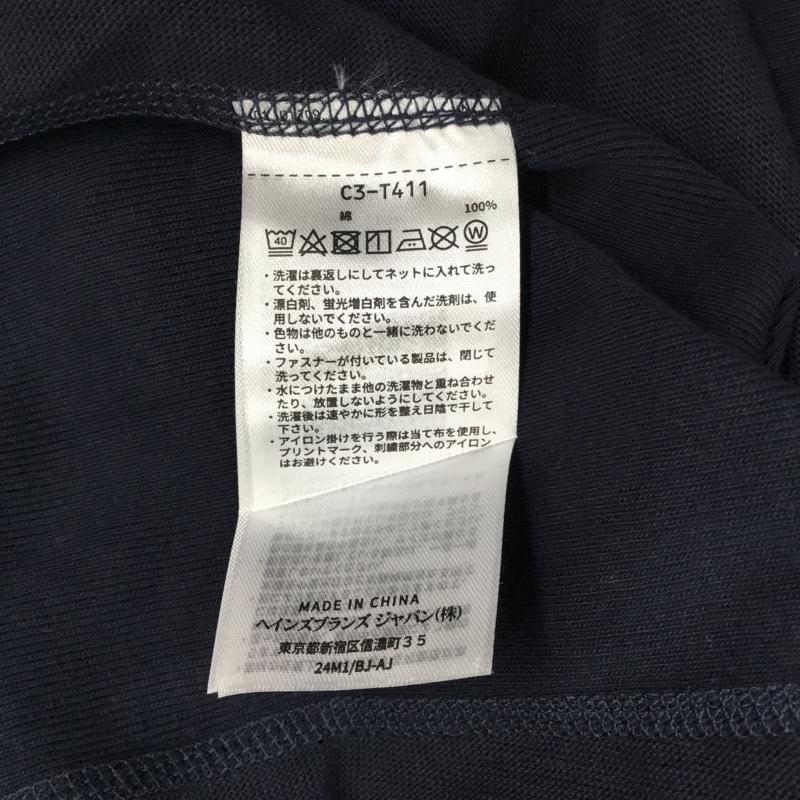 C3-T411
綿 100%
40
W
・洗濯は裏返しにしてネットに入れて洗っ
てください。
・漂白剤、蛍光増白剤を含んだ洗剤は、使
用しないでください。
・色物は他のものと一緒に洗わないでくだ
さい。
・ファスナーが付いている製品は、閉じて
洗ってください。
・水につけたまま他の洗濯物と重ね合わせ
たり、放置しないようにしてください。
・洗濯後は速やかに形を整え日陰で干して
下さい。
・アイロン掛けを行う際は当て布を使用し、
プリントマーク、刺繍部分へのアイロン
はお避けください。
MADE IN CHINA
ヘインズブランズ ジャパン(株)
東京都新宿区信濃町35
24M1/BJ-AJ